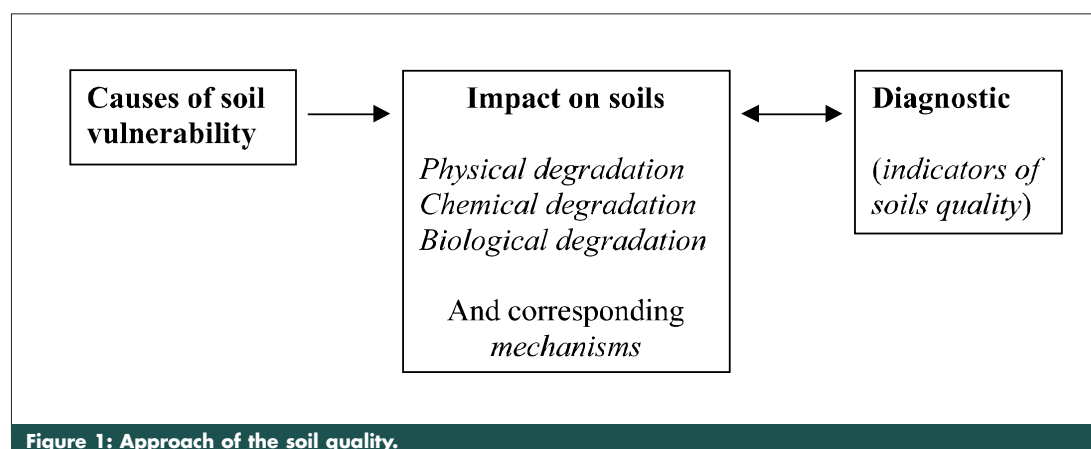 Causes of soil
vulnerability
Impact on soils
Physical degradation
Chemical degradation
Biological degradation
And corresponding
mechanisms
Diagnostic
(indicators of
soils quality)
Figure 1: Approach of the soil quality.